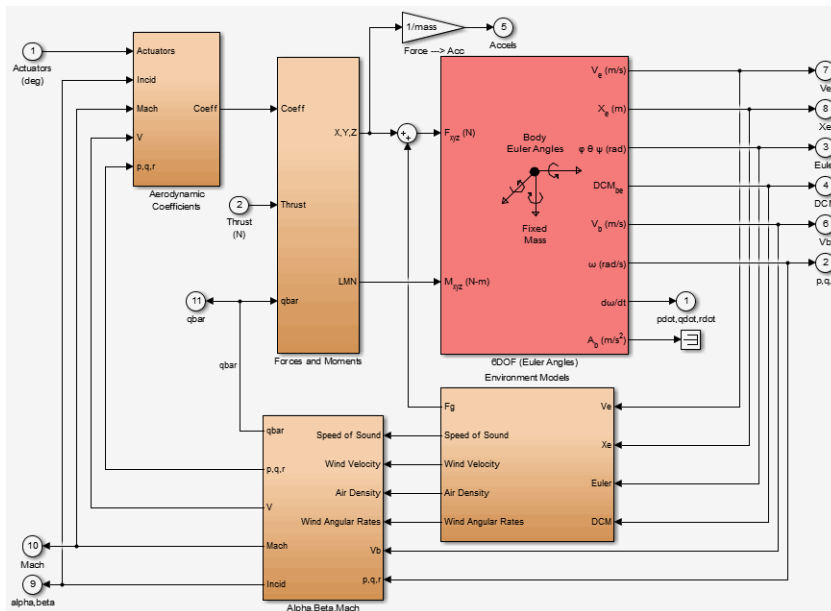 1
Actuators
(deg)
Actuators
Incid
Mach
V
p,q,r
Coeff
Aerodynamic
Coefficients
2
Thrust
(N)
Coeff
Thrust
qbar
X,Y,Z
LMN
Forces and Moments
11
qbar
qbar
1/mass
Force ---> Acc
5
Accels
+
+
F_xyz (N)
M_xyz (N-m)
Body
Euler Angles
Fixed
Mass
V_e (m/s)
X_e (m)
φ θ ψ (rad)
DCM_be
V_b (m/s)
ω (rad/s)
dω/dt
A_b (m/s²)
6DOF (Euler Angles)
7
Ve
8
Xe
3
Euler
4
DCM
6
Vb
2
p,q,
1
pdot,qdot,rdot
Environment Models
Fg
Speed of Sound
Wind Velocity
Air Density
Wind Angular Rates
Ve
Xe
Euler
DCM
qbar
p,q,r
V
Mach
Incid
Speed of Sound
Wind Velocity
Air Density
Wind Angular Rates
Vb
p,q,r
Alpha,Beta,Mach
10
Mach
9
alpha,beta